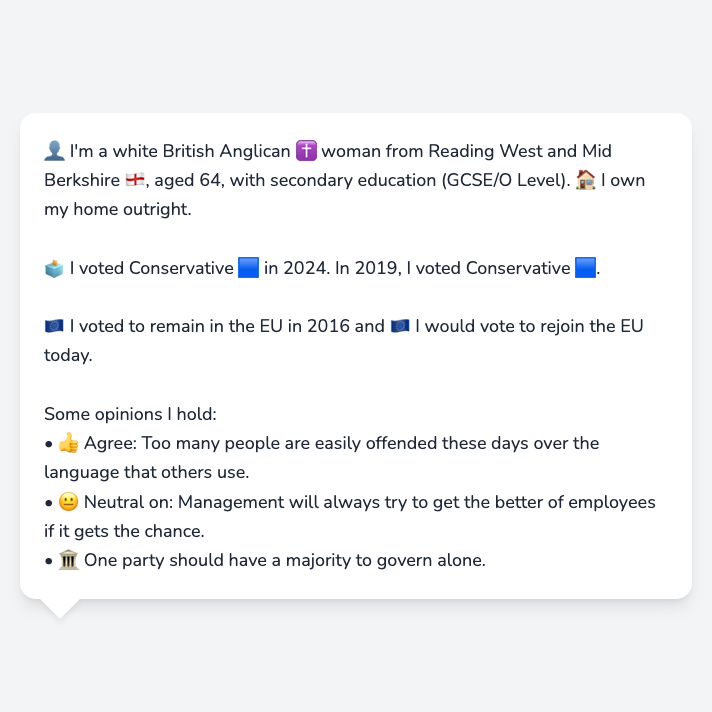 👤 I'm a white British Anglican ✝️ woman from Reading West and Mid
Berkshire 🏴󠁧󠁢󠁥󠁮󠁧󠁿, aged 64, with secondary education (GCSE/O Level). 🏠 I own
my home outright.
🗳️ I voted Conservative 🟦 in 2024. In 2019, I voted Conservative 🟦.
🇪🇺 I voted to remain in the EU in 2016 and 🇪🇺 I would vote to rejoin the EU
today.
Some opinions I hold:
• 👍 Agree: Too many people are easily offended these days over the
language that others use.
• 😐 Neutral on: Management will always try to get the better of employees
if it gets the chance.
• 🏛️ One party should have a majority to govern alone.